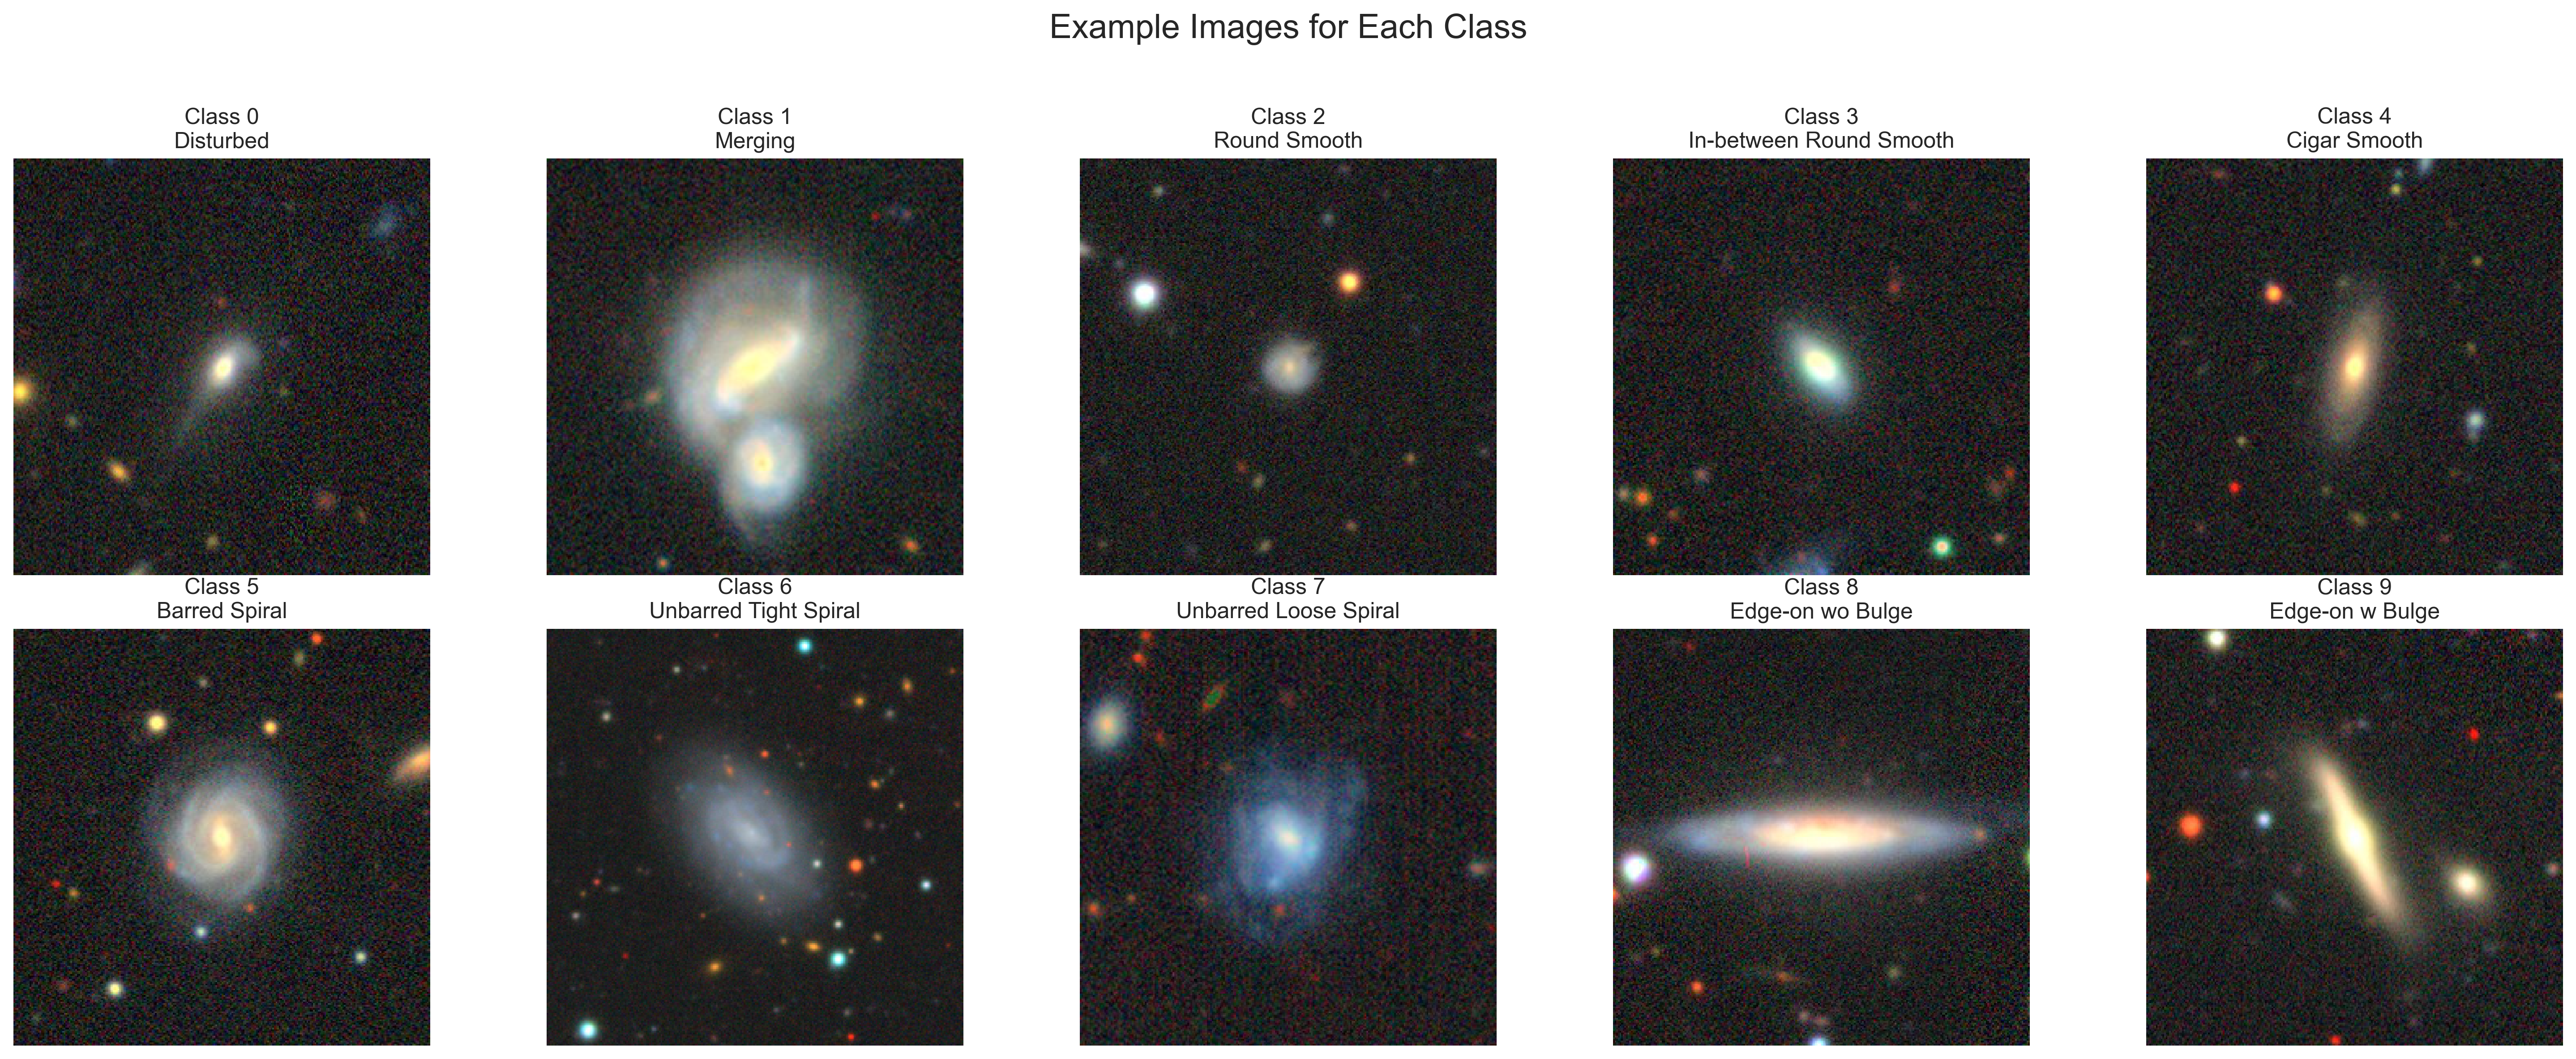 Example Images for Each Class
Class 0
Disturbed
Class 1
Merging
Class 2
Round Smooth
Class 3
In-between Round Smooth
Class 4
Cigar Smooth
Class 5
Barred Spiral
Class 6
Unbarred Tight Spiral
Class 7
Unbarred Loose Spiral
Class 8
Edge-on wo Bulge
Class 9
Edge-on w Bulge